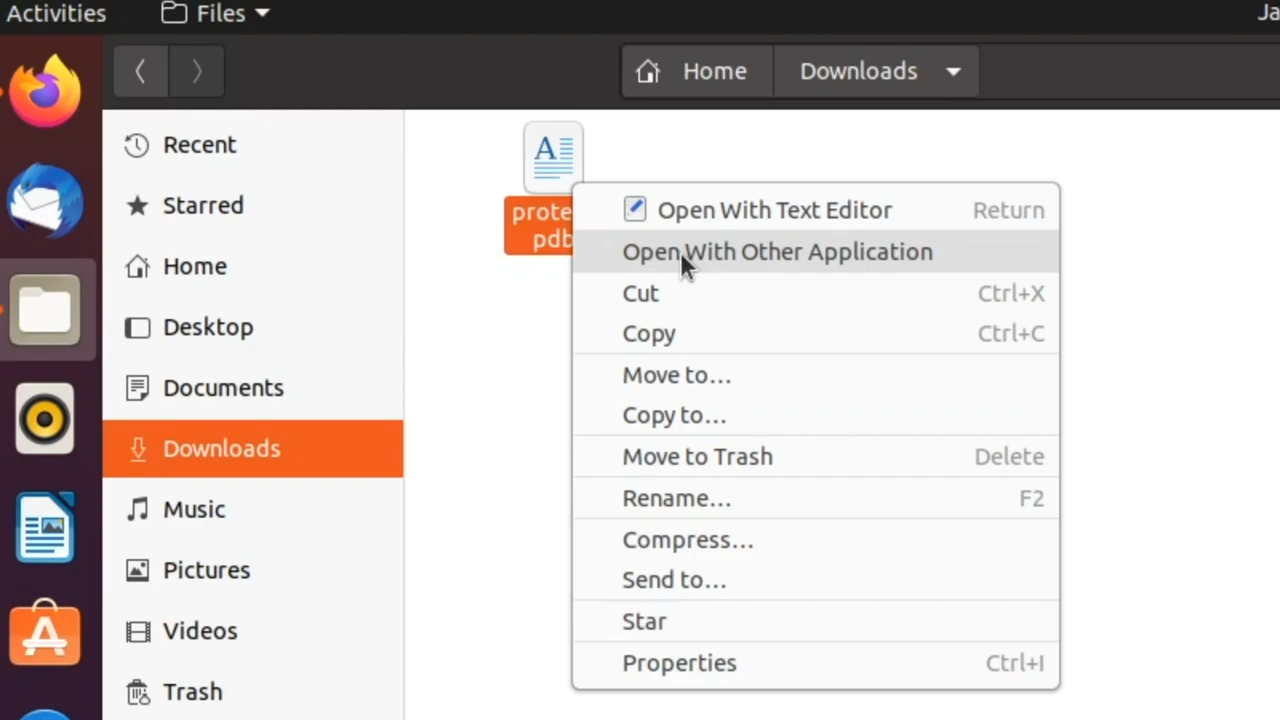 Activities
Files
Ja
Home
Downloads
Recent
Starred
Home
Desktop
Documents
Downloads
Music
Pictures
Videos
Trash
A
prote
pdb
Open With Text Editor Return
Open With Other Application
Cut Ctrl+X
Copy Ctrl+C
Move to…
Copy to…
Move to Trash Delete
Rename… F2
Compress…
Send to…
Star
Properties Ctrl+I